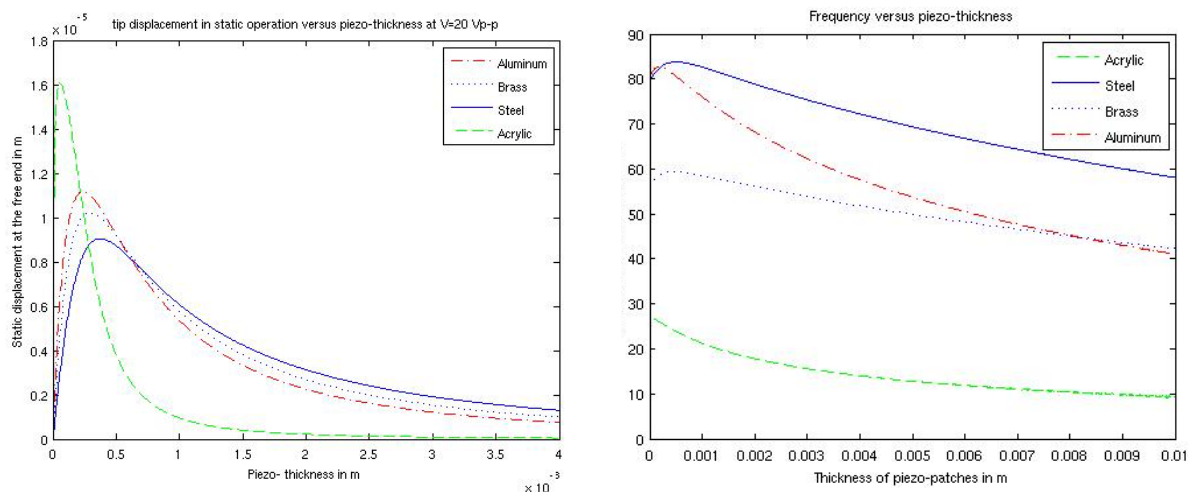 x 10 -5
tip displacement in static operation versus piezo-thickness at V=20 Vp-p
1.8
1.6
1.4
1.2
1
0.8
0.6
0.4
0.2
0
Static displacement at the free end in m
Aluminum
Brass
Steel
Acrylic
0 0.5 1 1.5 2 2.5 3 3.5 4
Piezo- thickness in m
x 10 -3
Frequency versus piezo-thickness
90
80
70
60
50
40
30
20
10
0
Acrylic
Steel
Brass
Aluminum
0 0.001 0.002 0.003 0.004 0.005 0.006 0.007 0.008 0.009 0.01
Thickness of piezo-patches in m